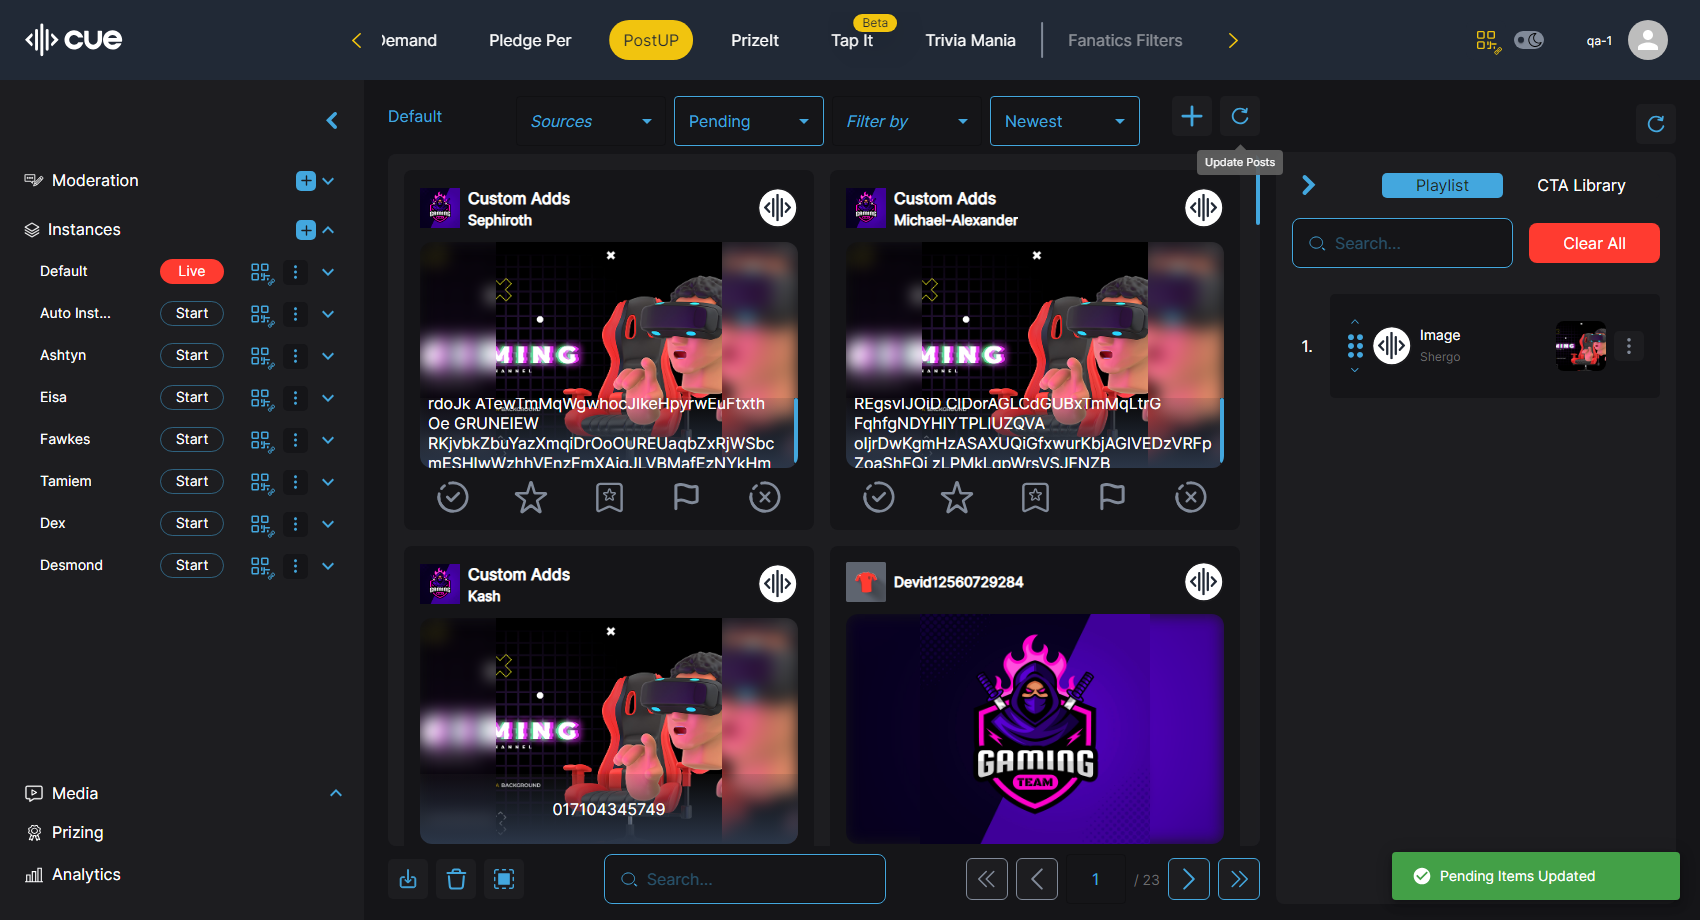 cue
Demand
Pledge Per
PostUP
PrizeIt
Beta
Tap It
Trivia Mania
Fanatics Filters
qa-1
Default
Sources
Pending
Filter by
Newest
Update Posts
Moderation
Instances
Default
Live
Auto Inst...
Start
Ashtyn
Start
Eisa
Start
Fawkes
Start
Tamiem
Start
Dex
Start
Desmond
Start
Media
Prizing
Analytics
Custom Adds
Sephiroth
MING
rdoJk ATewTmMqWgwhocJlkeHpyrwEuFtxth
Oe GRUNEIEW
RKjvbkZbuYazXmqiDrOoOUREUaqbZxRjWSbc
Custom Adds
Michael-Alexander
MING
REgsvIJOiD ClDorAGLCdGUBxTmMqLtrG
FqhfgNDYHIYTPLIUZQVA
oljrDwKgmHzASAXUQiGfxwurKbjAGIVEDzVRFp
Custom Adds
Kash
MING
BACKGROUND
017104345749
Devid12560729284
GAMING
TEAM
Search...
1
/ 23
Playlist
CTA Library
Search...
Clear All
1.
Image
Shergo
Pending Items Updated